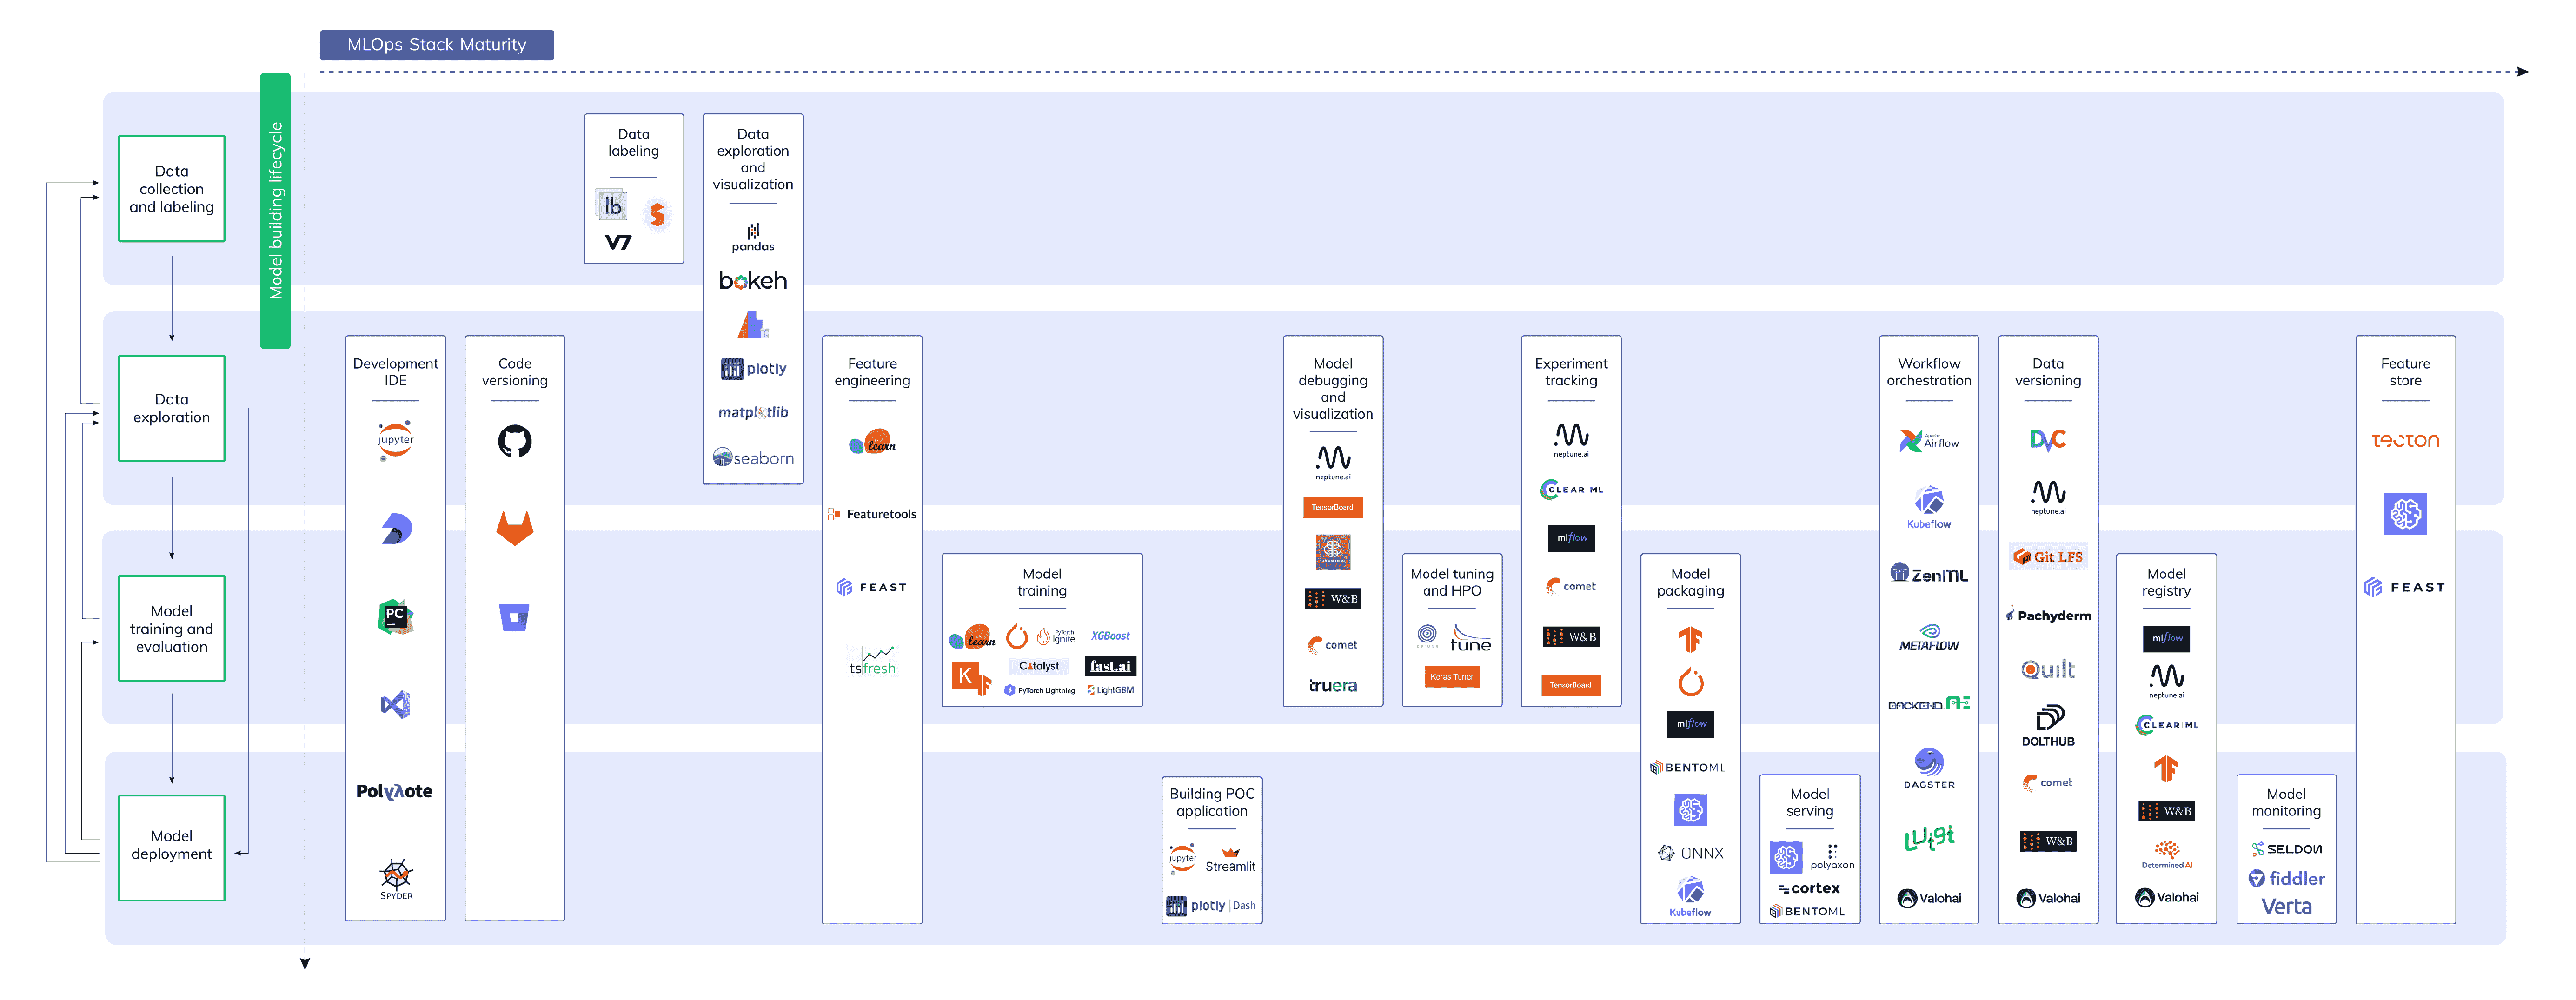 MLOps Stack Maturity
Model building lifecycle
Data
collection
and labeling
Data
exploration
Model
training and
evaluation
Model
deployment
Development
IDE
jupyter
PC
Polyλote
SPYDER
Code
versioning
Data
labeling
lb
V7
Data
exploration
and
visualization
pandas
bokeh
plotly
matplotlib
seaborn
Feature
engineering
learn
Featuretools
FEAST
tsfresh
Model
training
learn
PyTorch
Ignite
XGBoost
K
Catalyst
fast.ai
PyTorch Lightning
LightGBM
Building POC
application
jupyter
Streamlit
plotly | Dash
Model
debugging
and
visualization
neptune.ai
TensorBoard
W&B
comet
truera
Model tuning
and HPO
tune
Keras Tuner
Experiment
tracking
neptune.ai
CLEAR|ML
mlflow
comet
W&B
TensorBoard
Model
packaging
mlflow
BENTOML
ONNX
Kubeflow
Model
serving
polyaxon
cortex
BENTOML
Workflow
orchestration
Apache
Airflow
Kubeflow
ZenML
METAFLOW
BACKEND.AI
DAGSTER
Luigi
Valohai
Data
versioning
DVC
neptune.ai
Git LFS
Pachyderm
Quilt
DOLTHUB
comet
W&B
Valohai
Model
registry
mlflow
neptune.ai
CLEAR|ML
W&B
Determined AI
Valohai
Model
monitoring
SELDON
fiddler
Verta
Feature
store
TECTON
FEAST